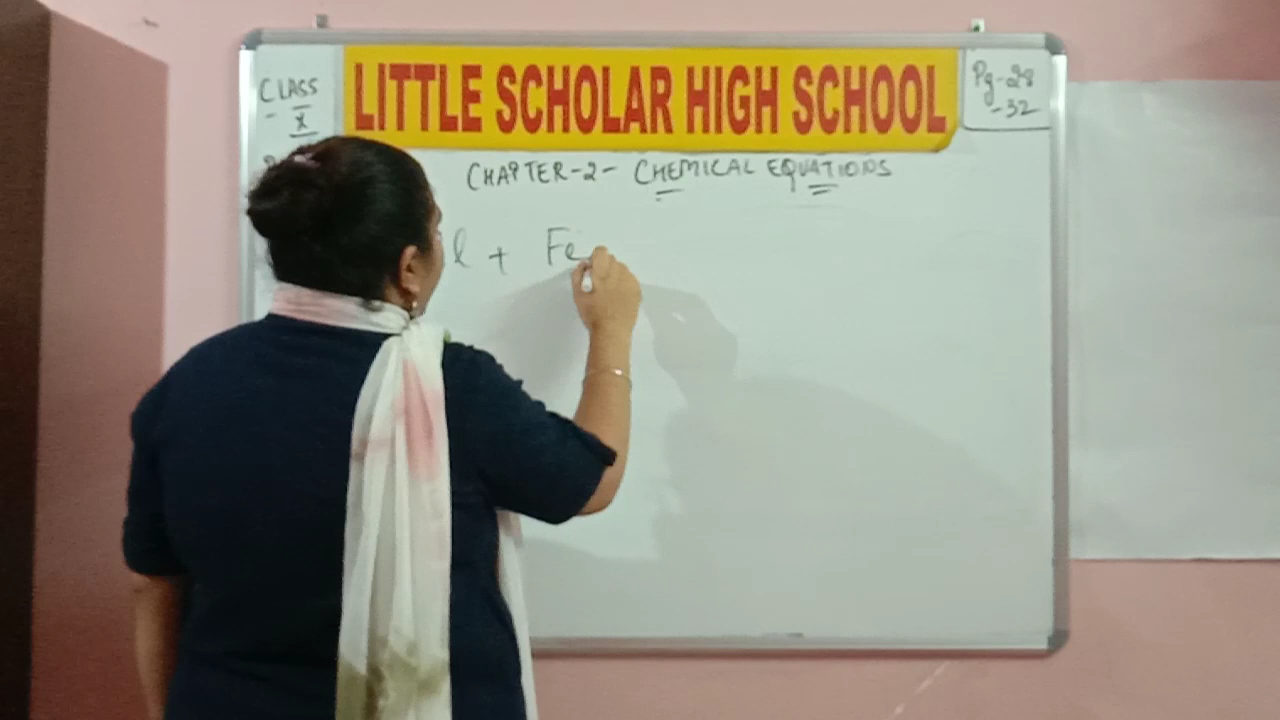 CLASS
- X
LITTLE SCHOLAR HIGH SCHOOL
Pg-28
-32
CHAPTER-2- CHEMICAL EQUATIONS
l + Fe